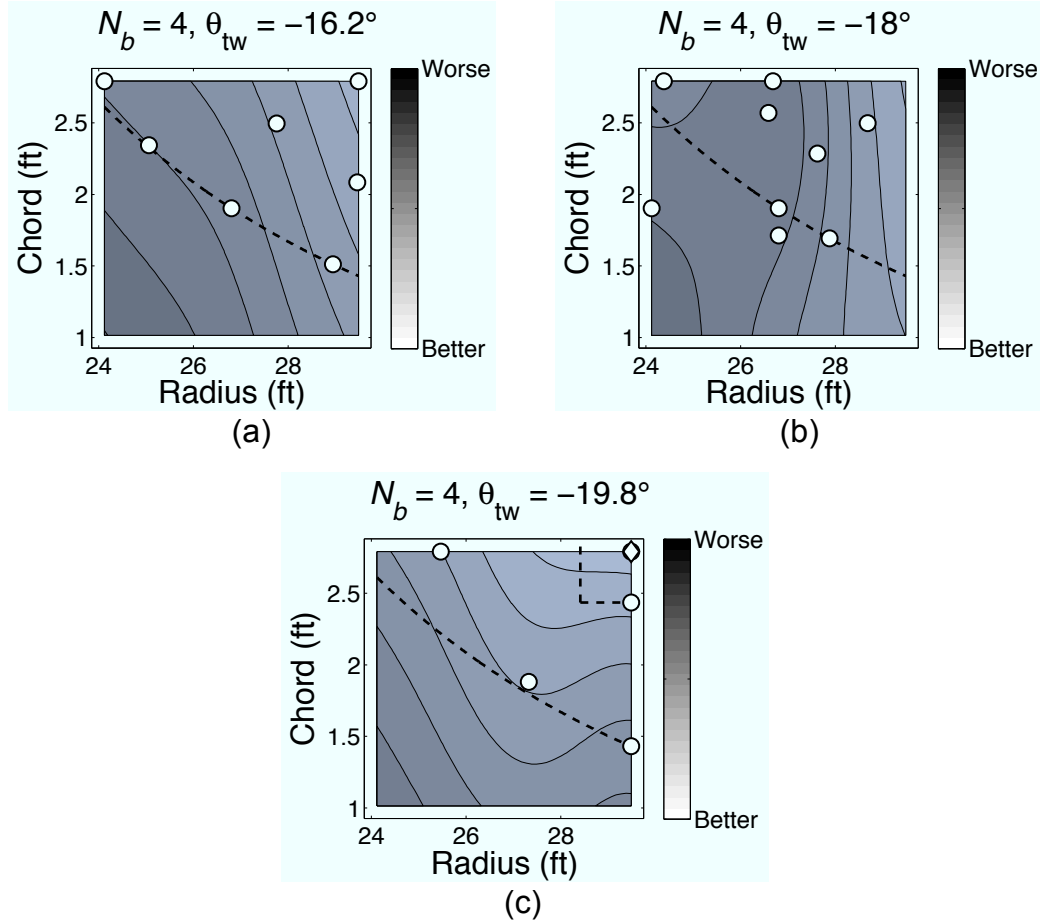 N_b = 4, θ_tw = −16.2°
Worse
2.5
2
1.5
1
Chord (ft)
Better
24 26 28
Radius (ft)
(a)
N_b = 4, θ_tw = −18°
Worse
2.5
2
1.5
1
Chord (ft)
Better
24 26 28
Radius (ft)
(b)
N_b = 4, θ_tw = −19.8°
Worse
2.5
2
1.5
1
Chord (ft)
Better
24 26 28
Radius (ft)
(c)